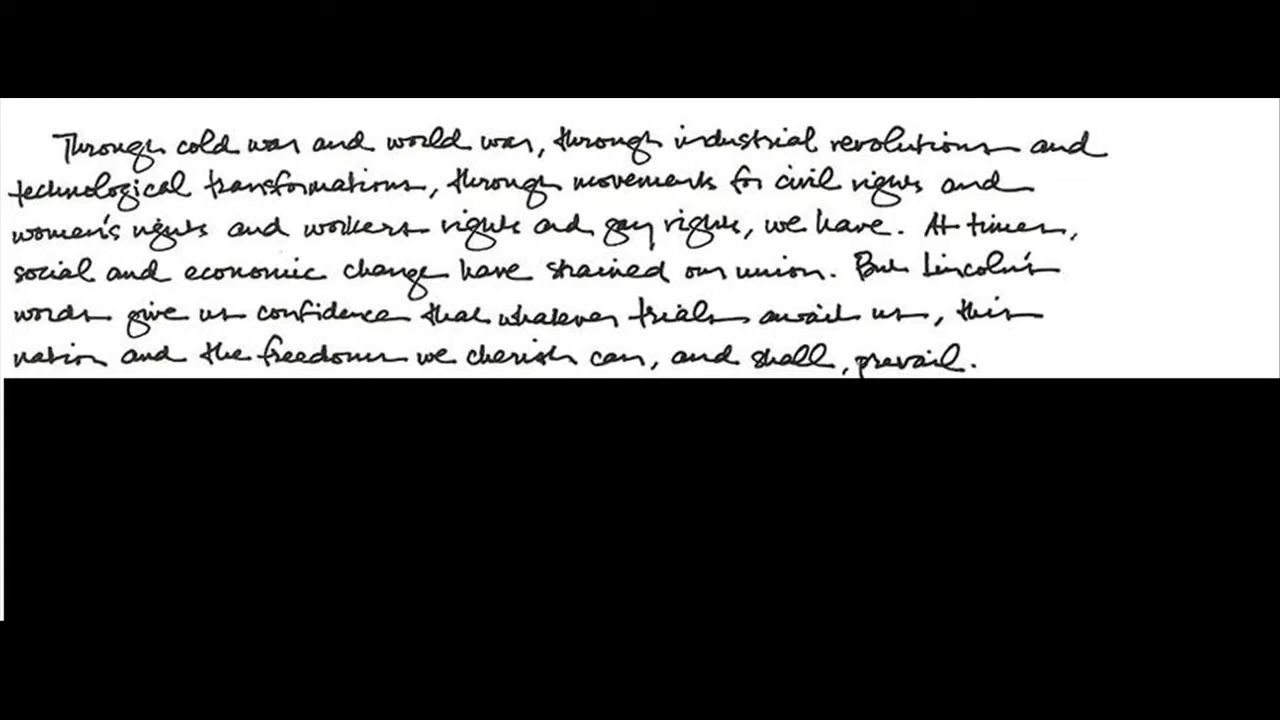 Through cold war and world war, through industrial revolutions and
technological transformations, through movements for civil rights and
women's rights and workers rights and gay rights, we have. At times,
social and economic change have strained our union. But Lincoln's
words give us confidence that whatever trials await us, this
nation and the freedom we cherish can, and shall, prevail.